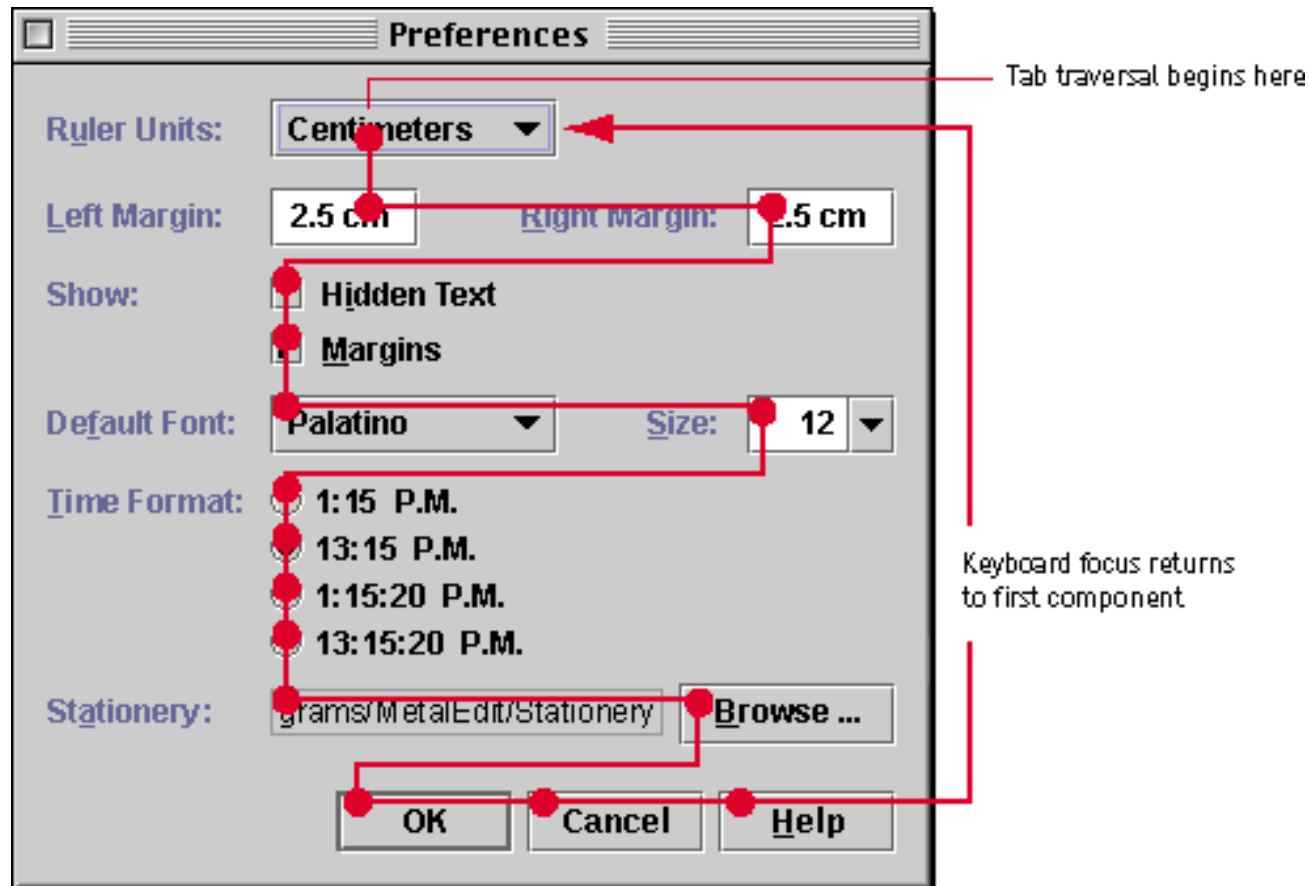 Preferences
Tab traversal begins here
Ruler Units: Centimeters
Left Margin: 2.5 cm Right Margin: .5 cm
Show: Hidden Text
Margins
Default Font: Palatino Size: 12
Time Format: 1:15 P.M.
13:15 P.M.
Keyboard focus returns
to first component
1:15:20 P.M.
13:15:20 P.M.
Stationery: grams/MetalEdit/Stationery Browse ...
OK Cancel Help